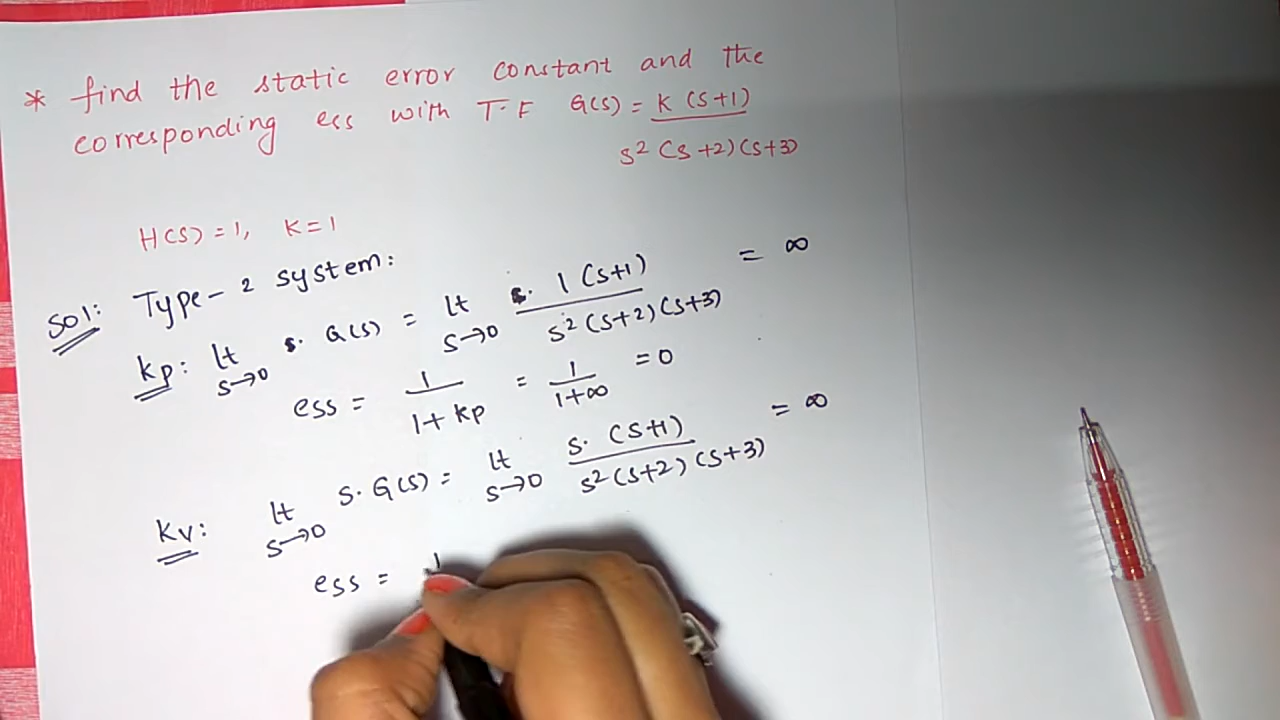 * find the static error constant and the
corresponding ess with T.F G(S) = K (S+1)
S² (S+2)(S+3)
H(S) = 1, K=1
Sol: Type-2 system:
kp: lt S→0 s. G(S) = lt S→0 s. 1 (S+1) / S² (S+2)(S+3) = ∞
ess = 1 / 1+kp = 1 / 1+∞ = 0
Kv: lt S→0 S. G(S) = lt S→0 S. (S+1) / S² (S+2)(S+3) = ∞
ess = 1